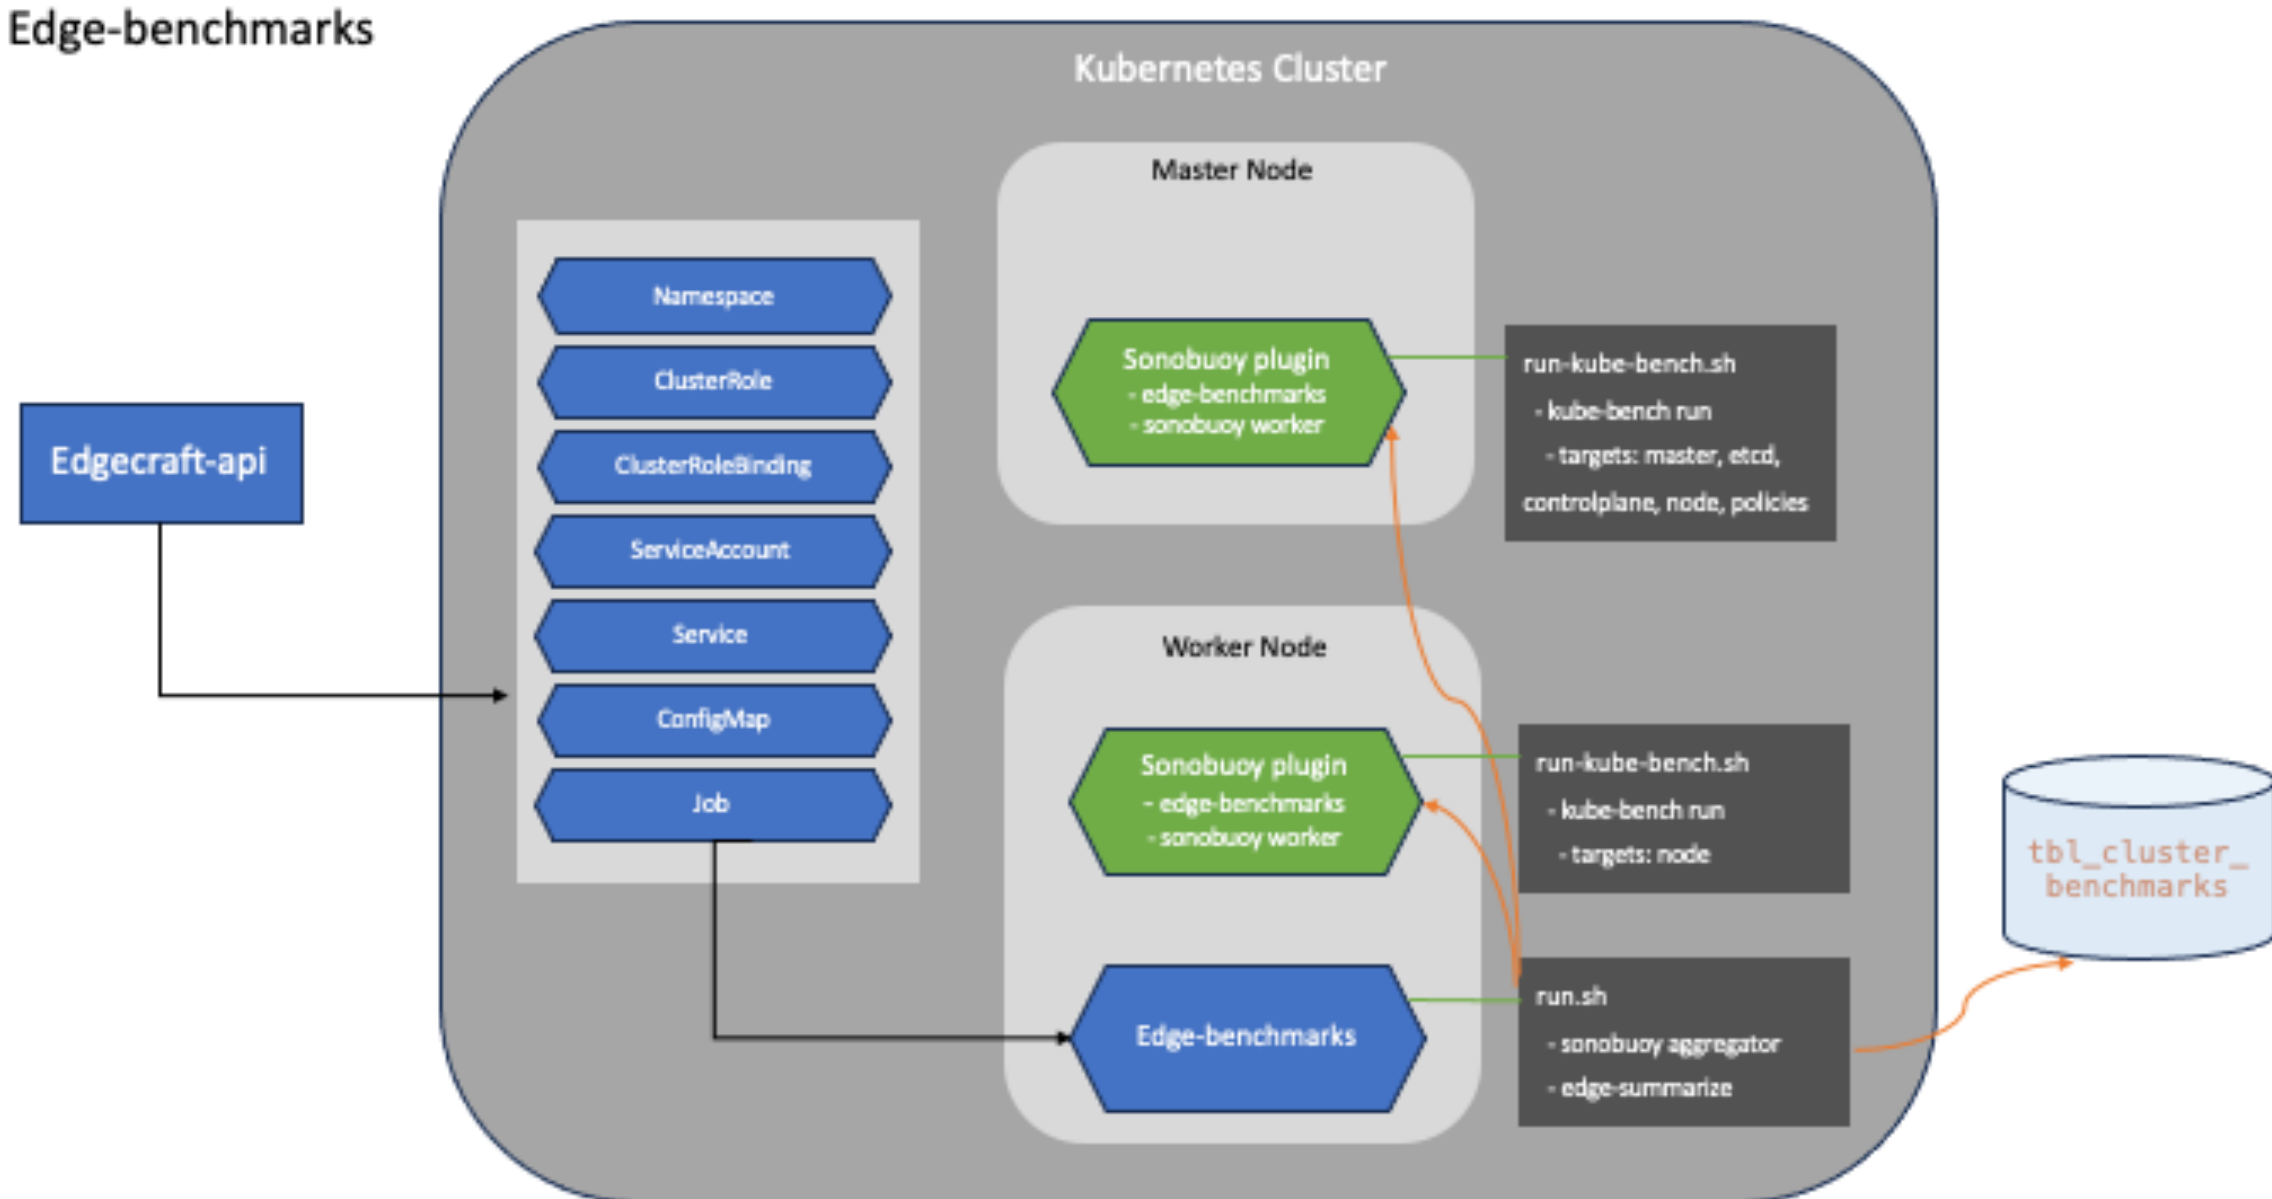 Edge-benchmarks
Kubernetes Cluster
Master Node
Namespace
ClusterRole
ClusterRoleBinding
ServiceAccount
Service
ConfigMap
Job
Edgecraft-api
Sonobuoy plugin
- edge-benchmarks
- sonobuoy worker
run-kube-bench.sh
- kube-bench run
- targets: master, etcd,
controlplane, node, policies
Worker Node
Sonobuoy plugin
- edge-benchmarks
- sonobuoy worker
run-kube-bench.sh
- kube-bench run
- targets: node
Edge-benchmarks
run.sh
- sonobuoy aggregator
- edge-summarize
tbl_cluster_
benchmarks